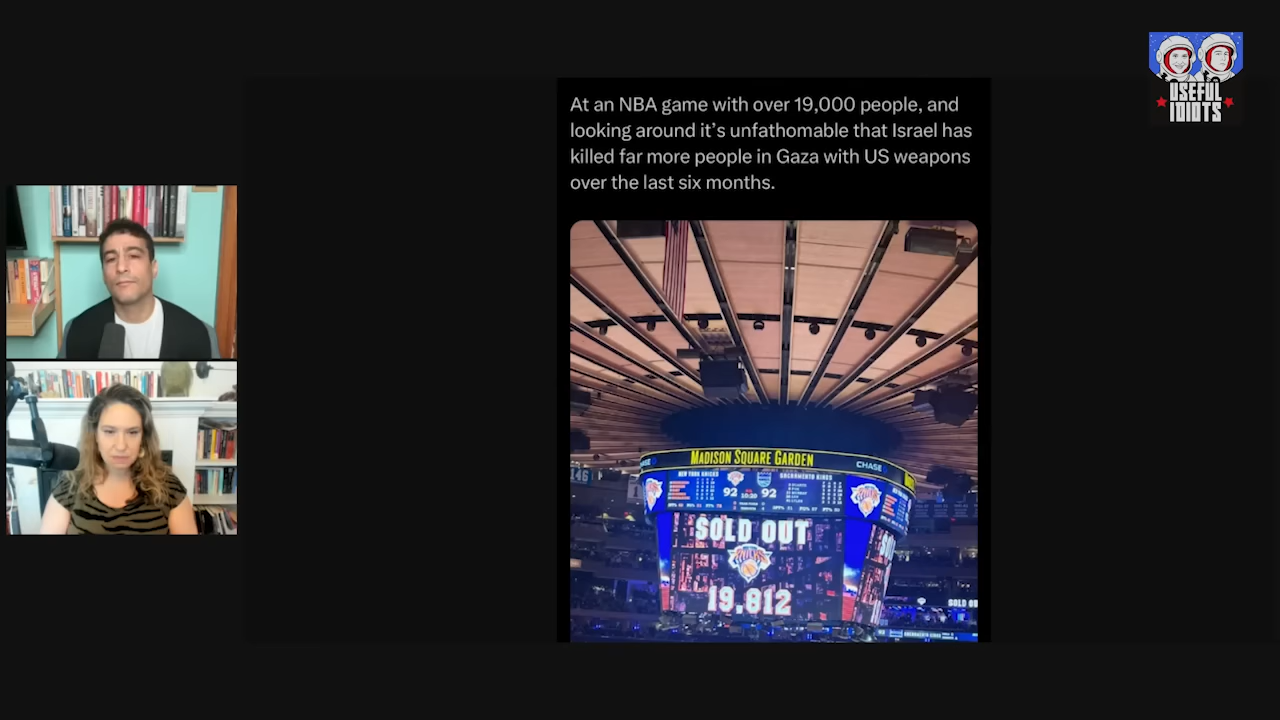 At an NBA game with over 19,000 people, and
looking around it's unfathomable that Israel has
killed far more people in Gaza with US weapons
over the last six months.
USEFUL
IDIOTS
146
CHASE
MADISON SQUARE GARDEN
CHASE
NEW YORK KNICKS
SACRAMENTO KINGS
92
92
SOLD OUT
19,812